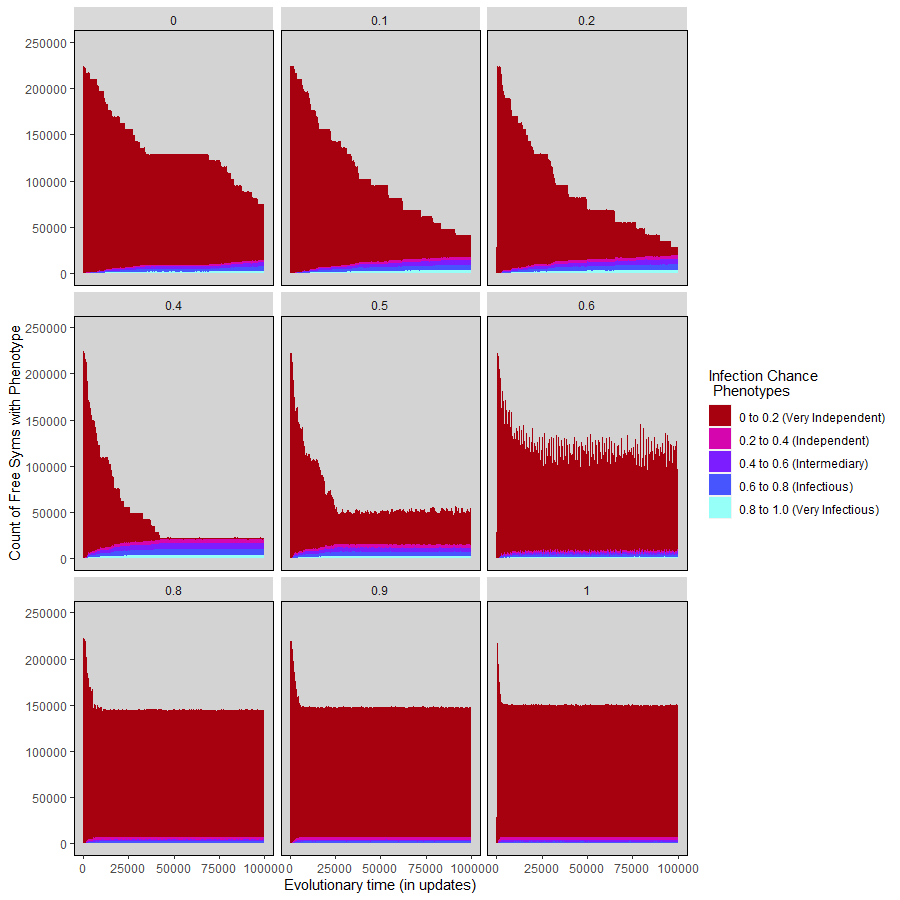 0 0.1 0.2
250000
200000
150000
100000
50000
0
0.4 0.5 0.6
250000
200000
150000
100000
50000
0
0.8 0.9 1
250000
200000
150000
100000
50000
0
0 25000 50000 75000 100000 0 25000 50000 75000 100000 0 25000 50000 75000 100000
Evolutionary time (in updates)
Count of Free Syms with Phenotype
Infection Chance
Phenotypes
0 to 0.2 (Very Independent)
0.2 to 0.4 (Independent)
0.4 to 0.6 (Intermediary)
0.6 to 0.8 (Infectious)
0.8 to 1.0 (Very Infectious)